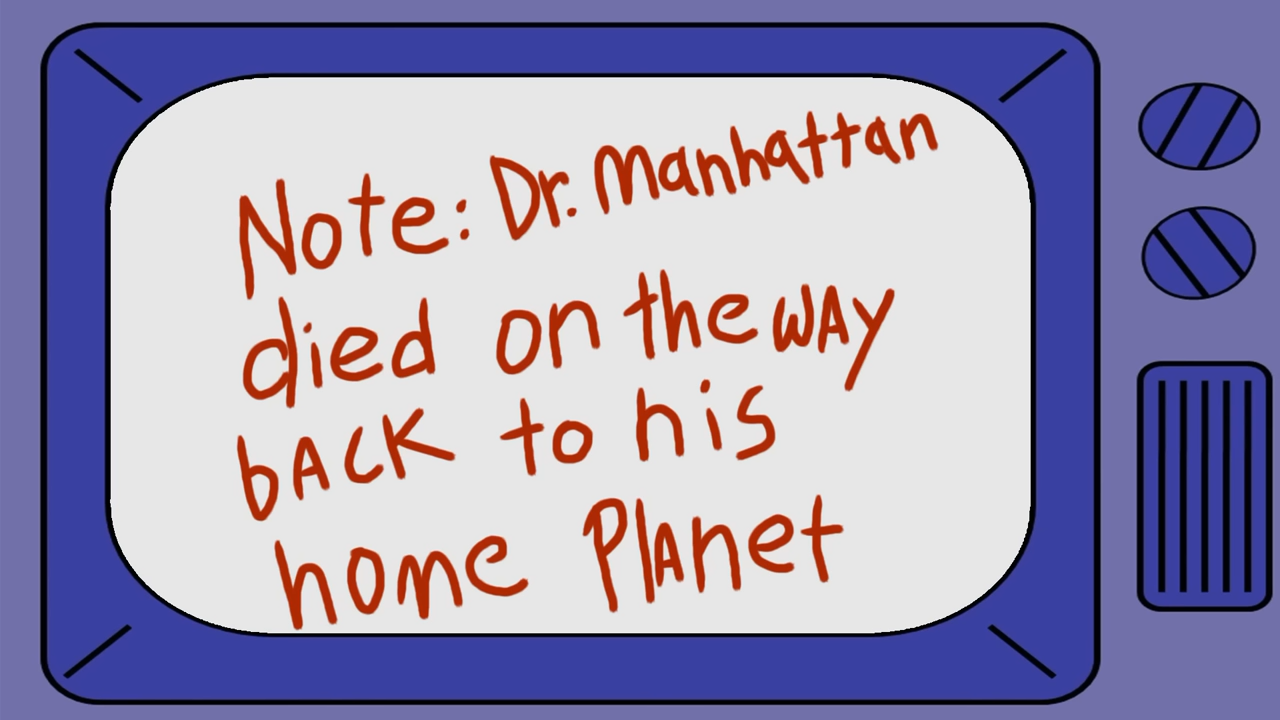 Note: Dr. Manhattan
died on the wAy
bACK to his
home PlAnet